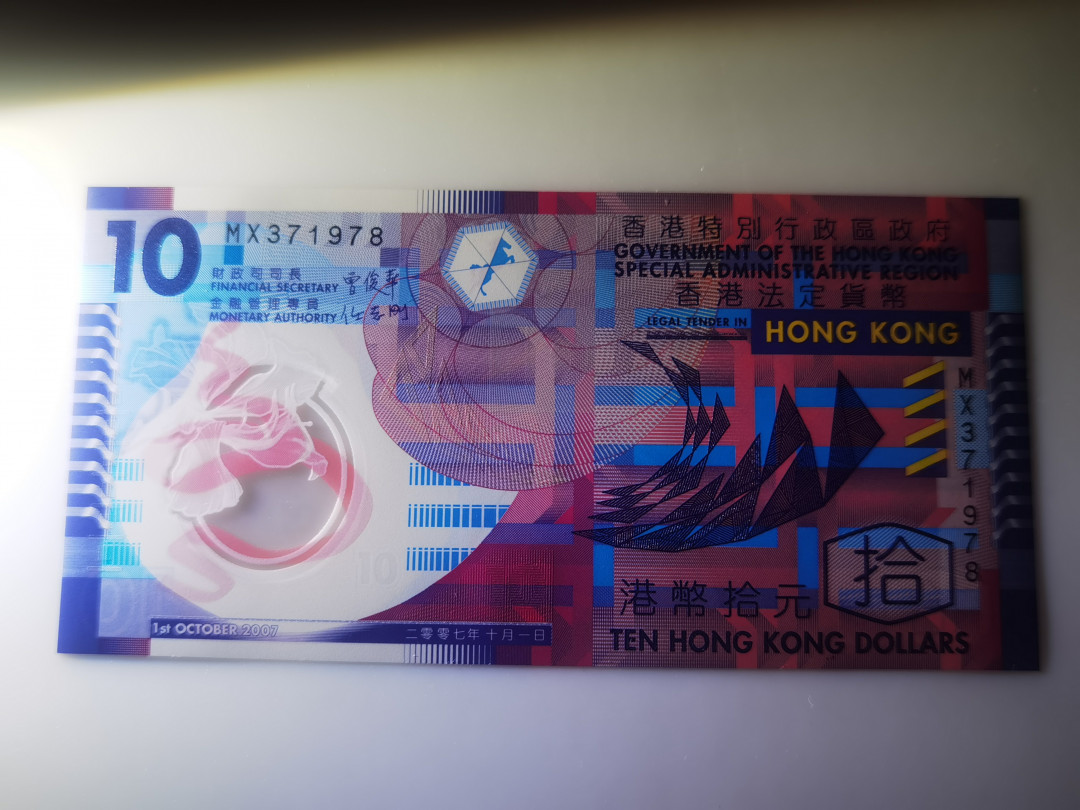 10
MX371978
財政司司長
FINANCIAL SECRETARY
金融管理專員
MONETARY AUTHORITY
香港特別行政區政府
GOVERNMENT OF THE HONG KONG
SPECIAL ADMINISTRATIVE REGION
香港法定貨幣
LEGAL TENDER IN
HONG KONG
MX371978
10
拾
港幣拾元
TEN HONG KONG DOLLARS
1st OCTOBER 2007
二零零七年十月一日